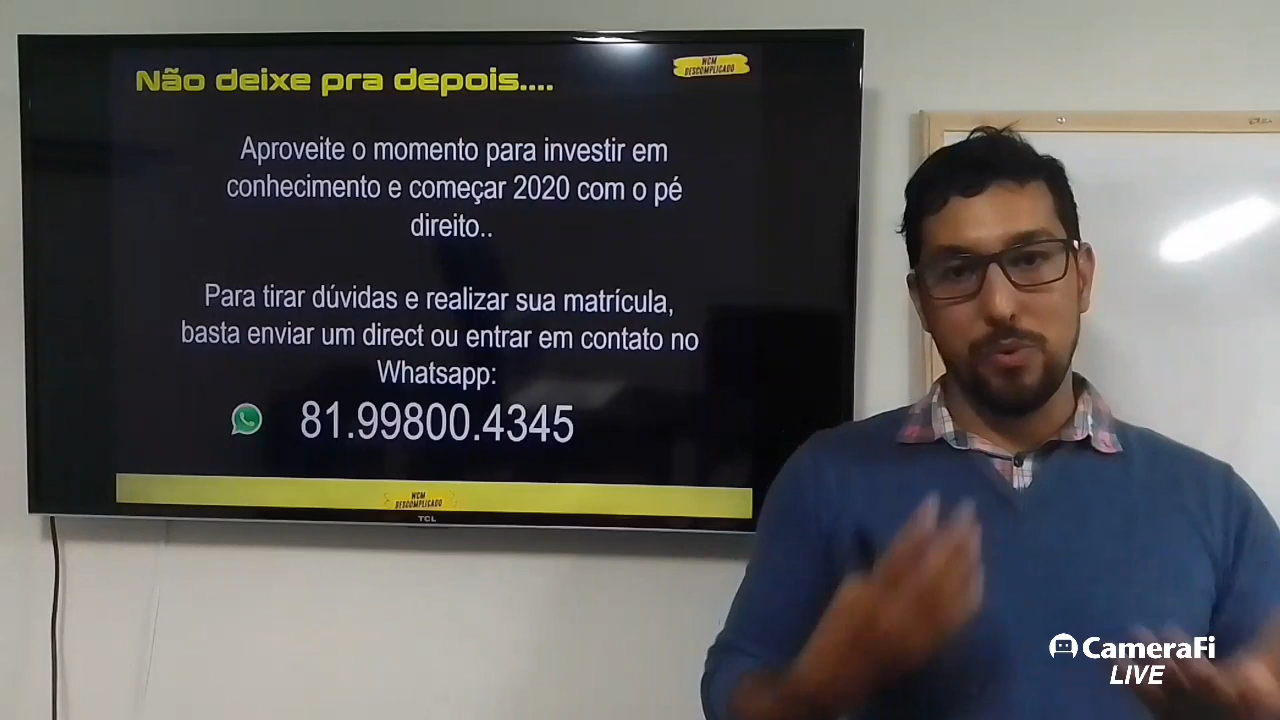 Não deixe pra depois....
WCM
DESCOMPLICADO
Aproveite o momento para investir em
conhecimento e começar 2020 com o pé
direito..
Para tirar dúvidas e realizar sua matrícula,
basta enviar um direct ou entrar em contato no
Whatsapp:
81.99800.4345
WCM
DESCOMPLICADO
TCL
CameraFi
LIVE